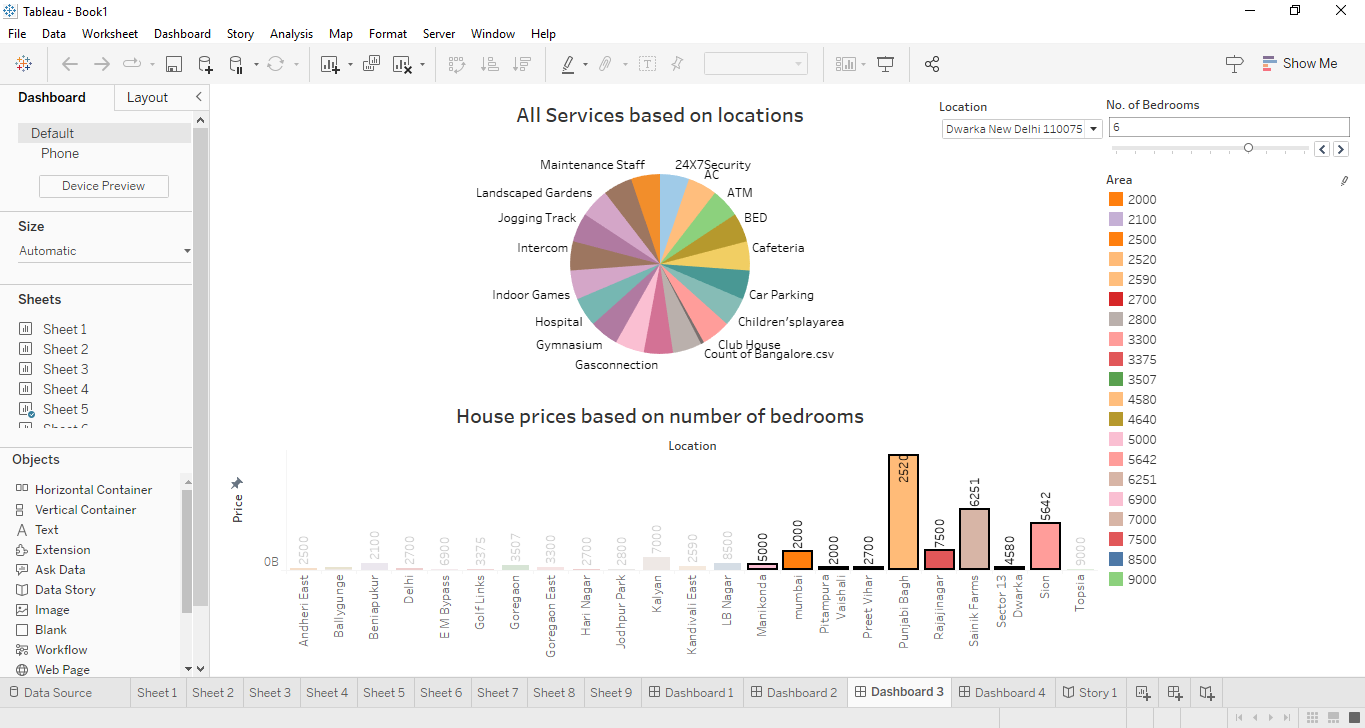 Tableau - Book1
File Data Worksheet Dashboard Story Analysis Map Format Server Window Help
Show Me
Dashboard Layout
Default
Phone
Device Preview
Size
Automatic
Sheets
Sheet 1
Sheet 2
Sheet 3
Sheet 4
Sheet 5
Objects
Horizontal Container
Vertical Container
Text
Extension
Ask Data
Data Story
Image
Blank
Workflow
Web Page
All Services based on locations
Maintenance Staff
24X7Security
AC
Landscaped Gardens
ATM
Jogging Track
BED
Intercom
Cafeteria
Indoor Games
Car Parking
Hospital
Children'splayarea
Gymnasium
Club House
Count of Bangalore.csv
Gasconnection
Location
Dwarka New Delhi 110075
No. of Bedrooms
6
Area
2000
2100
2500
2520
2590
2700
2800
3300
3375
3507
4580
4640
5000
5642
6251
6900
7000
7500
8500
9000
House prices based on number of bedrooms
Location
Price
0B
2500
2100
2700
6900
3375
3507
3300
2700
2800
7000
2590
8500
5000
2000
2000
2700
2520
7500
6251
4580
5642
9000
Andheri East
Ballygunge
Beniapukur
Delhi
E M Bypass
Golf Links
Goregaon
Goregaon East
Hari Nagar
Jodhpur Park
Kalyan
Kandivali East
LB Nagar
Manikonda
mumbai
Pitampura
Vaishali
Preet Vihar
Punjabi Bagh
Rajajinagar
Sainik Farms
Sector 13
Dwarka
Sion
Topsia
Data Source Sheet 1 Sheet 2 Sheet 3 Sheet 4 Sheet 5 Sheet 6 Sheet 7 Sheet 8 Sheet 9 Dashboard 1 Dashboard 2 Dashboard 3 Dashboard 4 Story 1